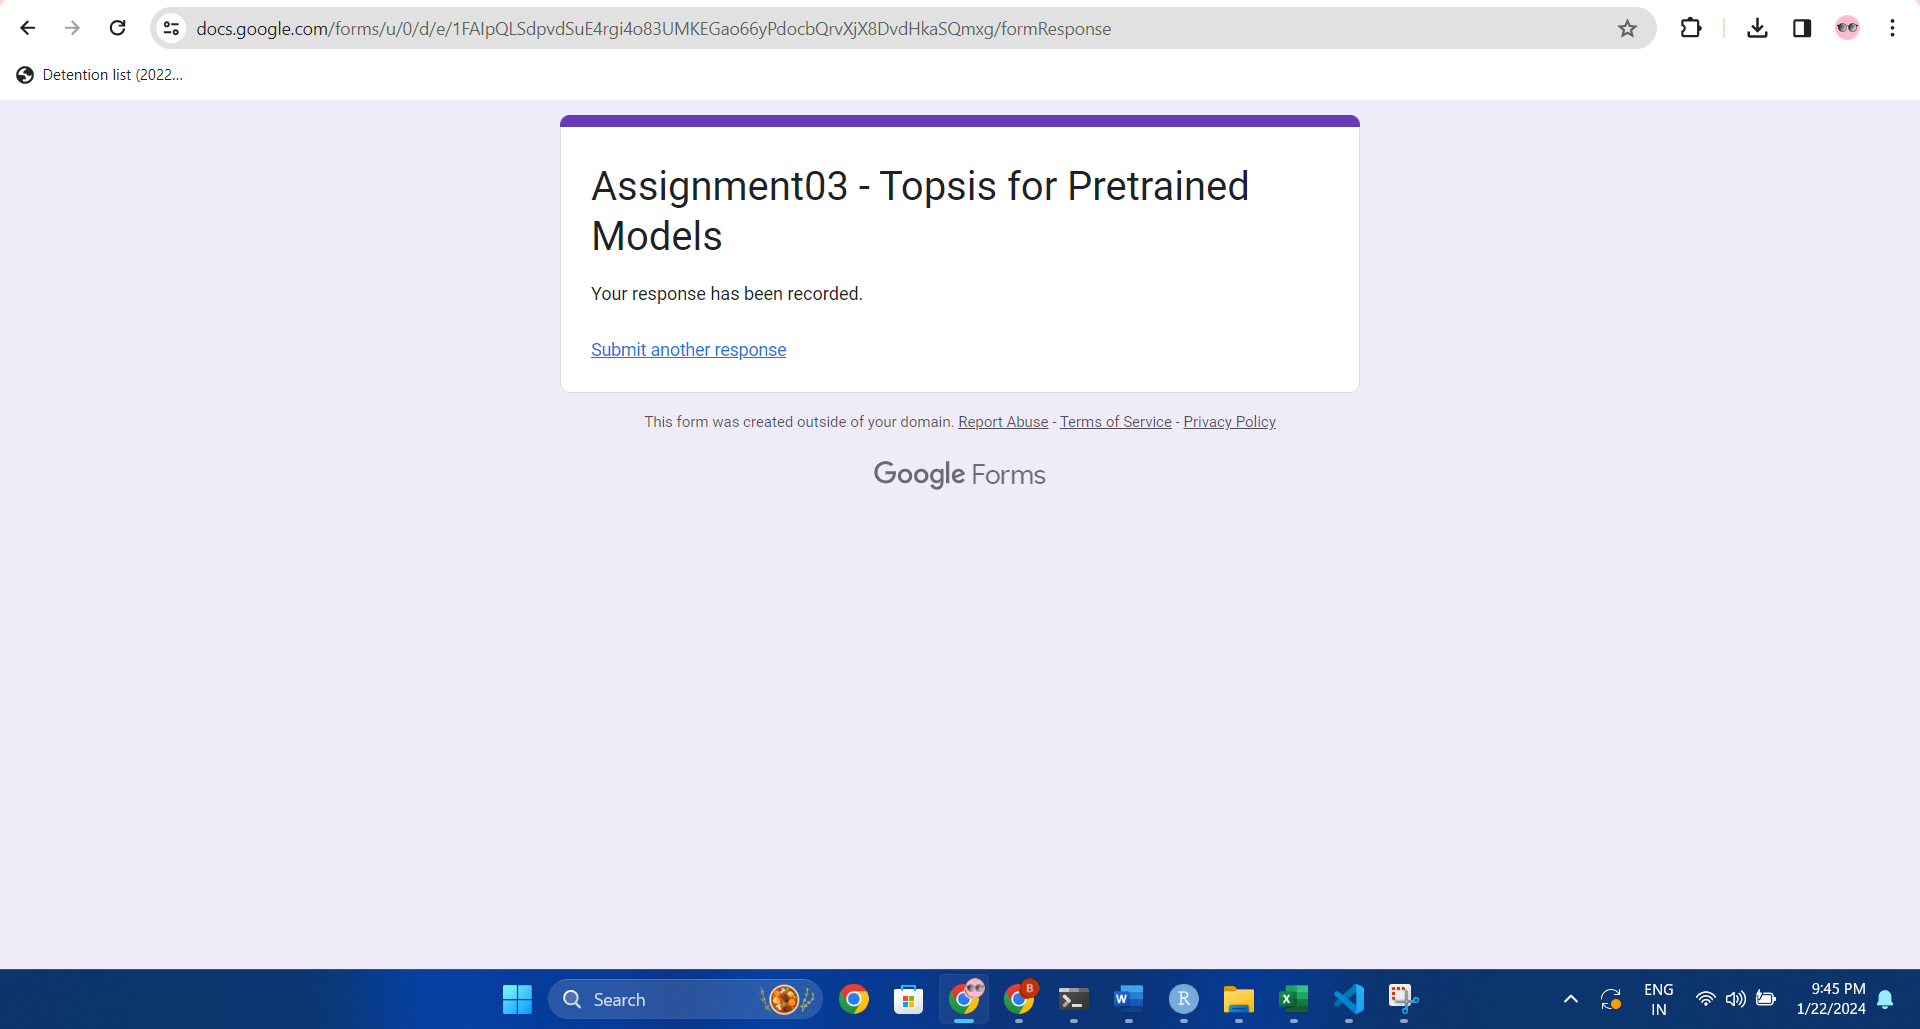 docs.google.com/forms/u/0/d/e/1FAIpQLSdpvdSuE4rgi4o83UMKEGao66yPdocbQrvXjX8DvdHkaSQmxg/formResponse
Detention list (2022...
Assignment03 - Topsis for Pretrained
Models
Your response has been recorded.
Submit another response
This form was created outside of your domain. Report Abuse - Terms of Service - Privacy Policy
Google Forms
Search
B
W
R
X
ENG
IN
9:45 PM
1/22/2024